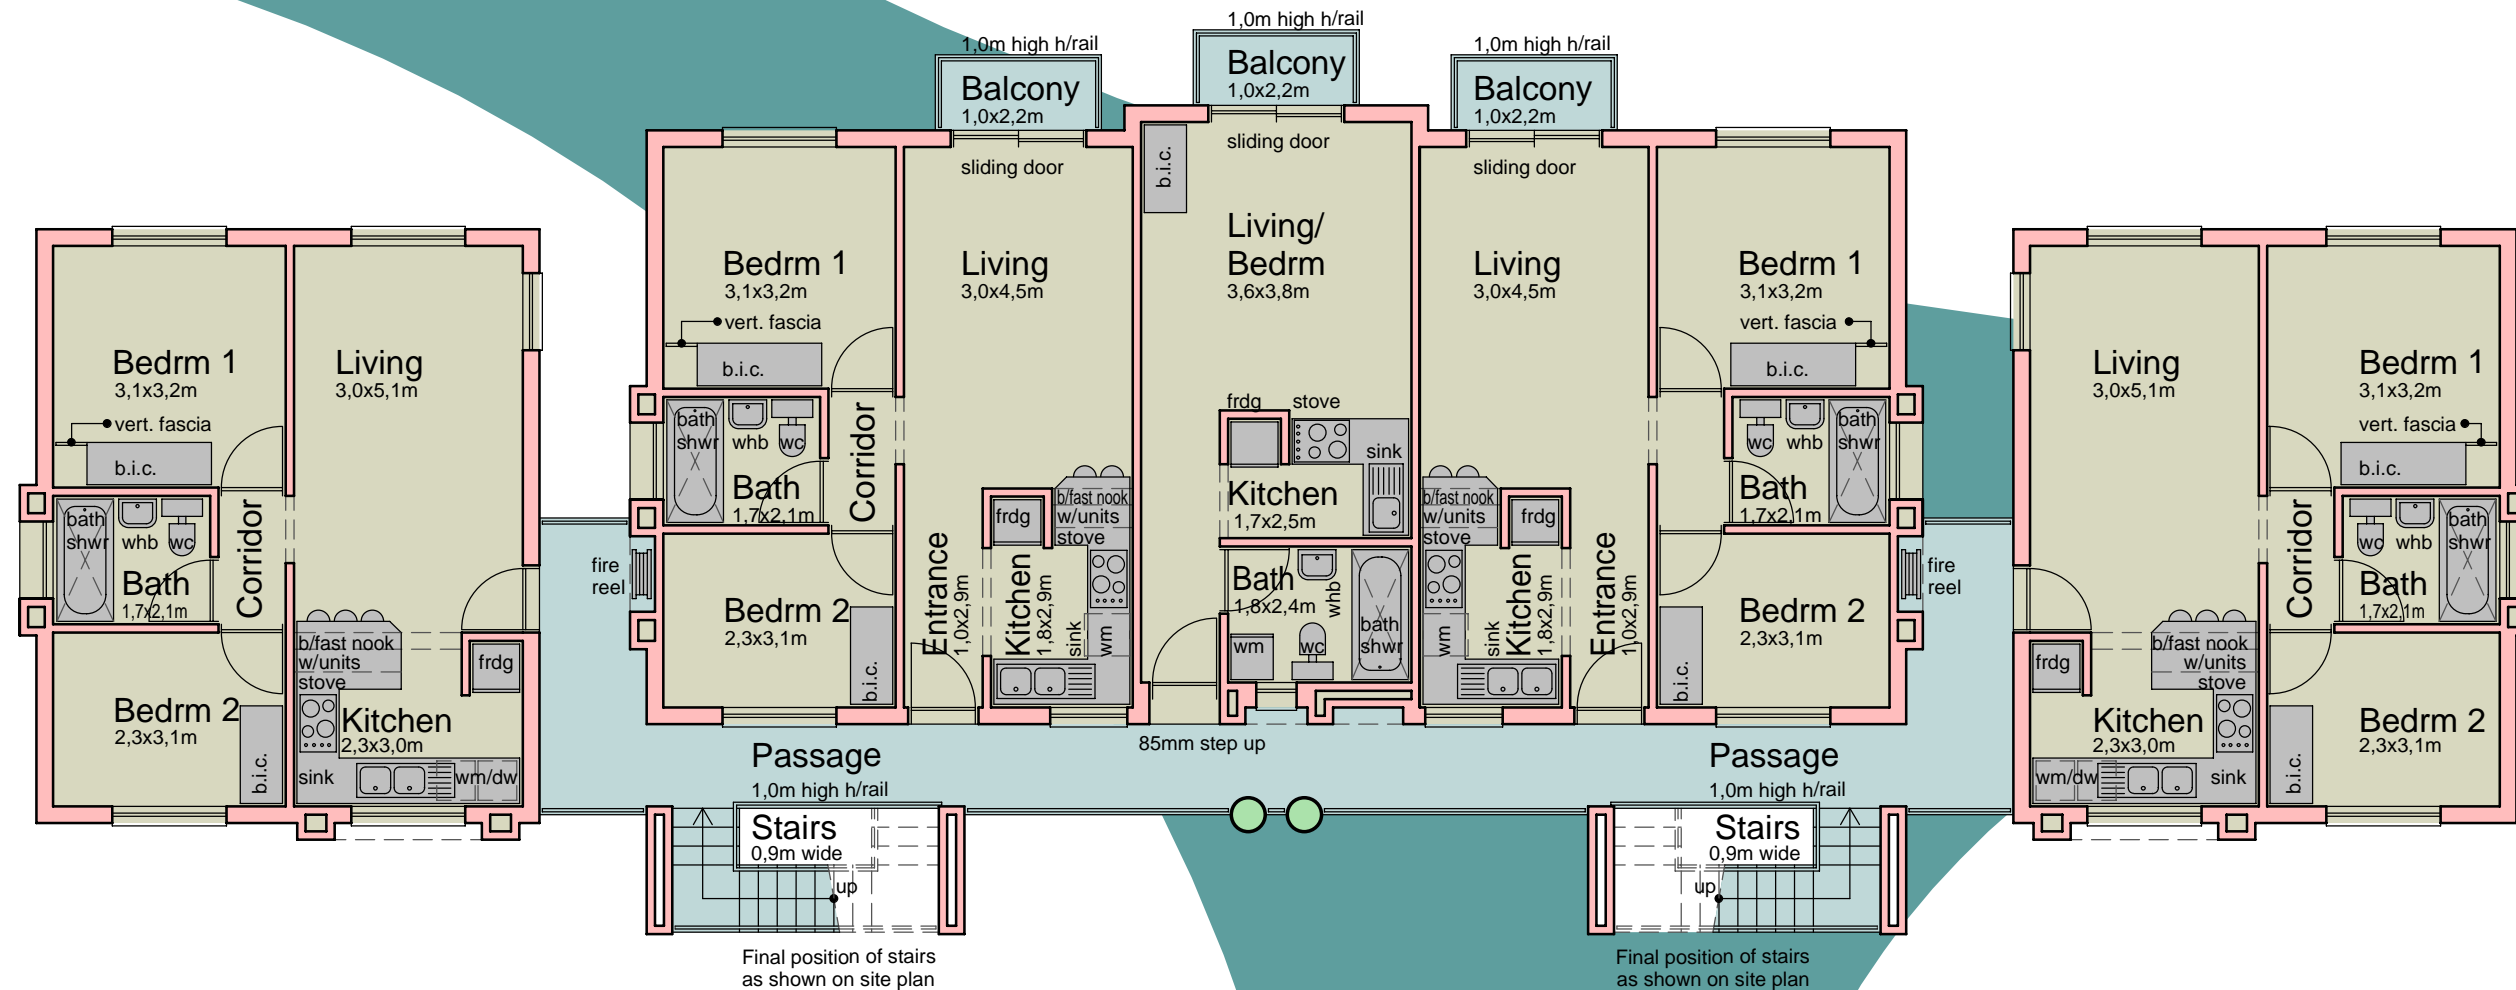 Bedrm 1
3,1x3,2m
vert. fascia
b.i.c.
Living
3,0x5,1m
bath
shwr
whb
wc
Bath
1,7x2,1m
Corridor
Bedrm 2
2,3x3,1m
b.i.c.
b/fast nook
w/units
stove
frdg
Kitchen
2,3x3,0m
sink
wm/dw
fire
reel
Bedrm 1
3,1x3,2m
vert. fascia
b.i.c.
bath
shwr
whb
wc
Bath
1,7x2,1m
Corridor
Bedrm 2
2,3x3,1m
b.i.c.
1,0m high h/rail
Balcony
1,0x2,2m
sliding door
Living
3,0x4,5m
Entrance
1,0x2,9m
frdg
b/fast nook
w/units
stove
Kitchen
1,8x2,9m
sink
wm
1,0m high h/rail
Balcony
1,0x2,2m
sliding door
b.i.c.
Living/
Bedrm
3,6x3,8m
frdg
stove
sink
Kitchen
1,7x2,5m
Bath
1,8x2,4m
whb
wm
wc
bath
shwr
85mm step up
1,0m high h/rail
Balcony
1,0x2,2m
sliding door
Living
3,0x4,5m
b/fast nook
w/units
stove
frdg
wm
sink
Kitchen
1,8x2,9m
Entrance
1,0x2,9m
Bedrm 1
3,1x3,2m
vert. fascia
b.i.c.
wc
whb
bath
shwr
Bath
1,7x2,1m
Bedrm 2
2,3x3,1m
b.i.c.
fire
reel
Living
3,0x5,1m
Bedrm 1
3,1x3,2m
vert. fascia
b.i.c.
Corridor
wc
whb
bath
shwr
Bath
1,7x2,1m
frdg
b/fast nook
w/units
stove
Kitchen
2,3x3,0m
wm/dw
sink
Bedrm 2
2,3x3,1m
b.i.c.
Passage
1,0m high h/rail
Stairs
0,9m wide
up
Final position of stairs
as shown on site plan
Passage
1,0m high h/rail
Stairs
0,9m wide
up
Final position of stairs
as shown on site plan